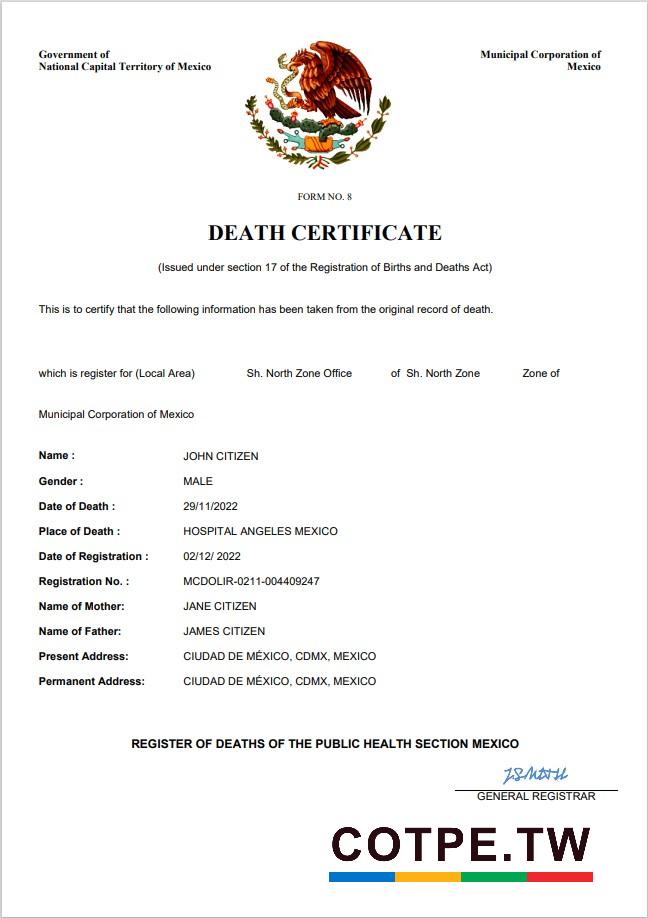 Government of
National Capital Territory of Mexico
Municipal Corporation of
Mexico
FORM NO. 8
DEATH CERTIFICATE
(Issued under section 17 of the Registration of Births and Deaths Act)
This is to certify that the following information has been taken from the original record of death.
which is register for (Local Area) Sh. North Zone Office of Sh. North Zone Zone of
Municipal Corporation of Mexico
Name : JOHN CITIZEN
Gender : MALE
Date of Death : 29/11/2022
Place of Death : HOSPITAL ANGELES MEXICO
Date of Registration : 02/12/ 2022
Registration No. : MCDOLIR-0211-004409247
Name of Mother: JANE CITIZEN
Name of Father: JAMES CITIZEN
Present Address: CIUDAD DE MÉXICO, CDMX, MEXICO
Permanent Address: CIUDAD DE MÉXICO, CDMX, MEXICO
REGISTER OF DEATHS OF THE PUBLIC HEALTH SECTION MEXICO
GENERAL REGISTRAR
COTPE.TW